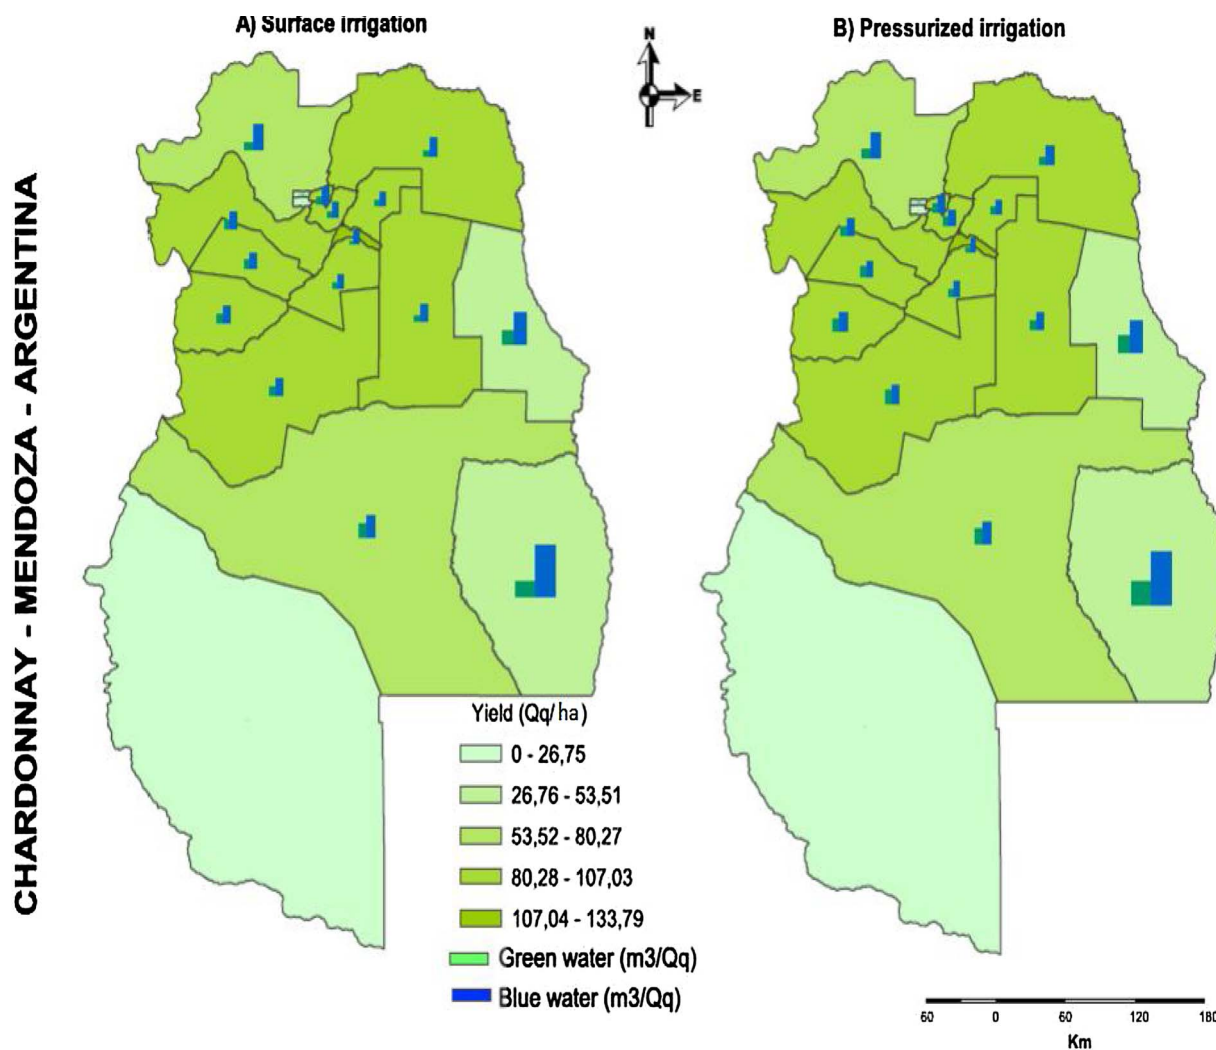 A) Surface irrigation
B) Pressurized irrigation
N
E
CHARDONNAY - MENDOZA - ARGENTINA
Yield (Qq/ha)
0 - 26,75
26,76 - 53,51
53,52 - 80,27
80,28 - 107,03
107,04 - 133,79
Green water (m3/Qq)
Blue water (m3/Qq)
60 0 60 120 180
Km